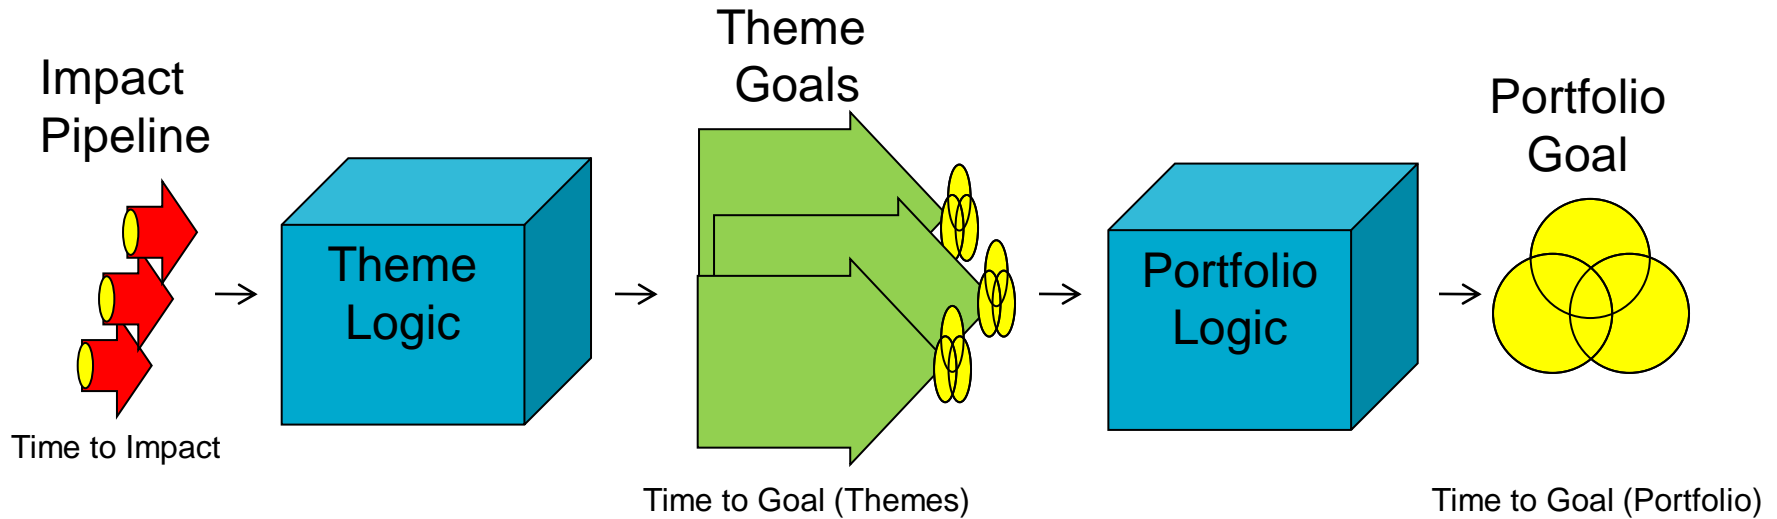 Impact
Pipeline
Time to Impact
Theme
Logic
Theme
Goals
Time to Goal (Themes)
Portfolio
Logic
Portfolio
Goal
Time to Goal (Portfolio)